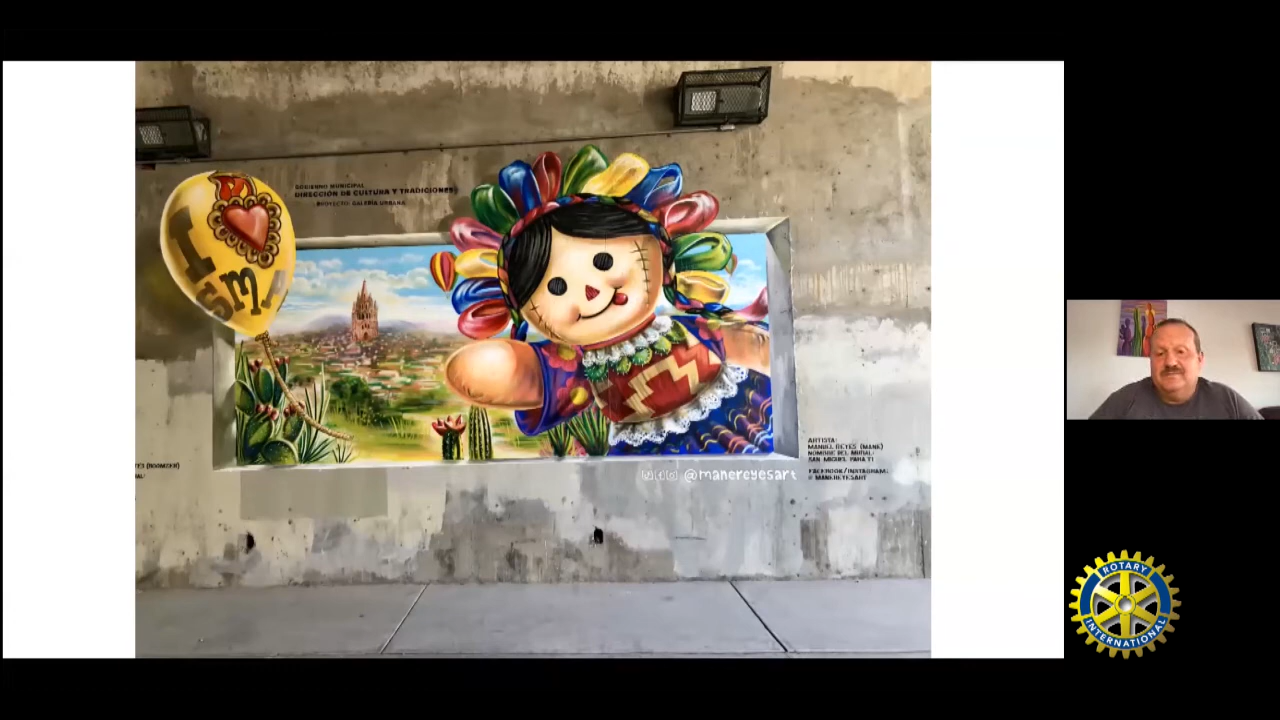 GOBIERNO MUNICIPAL
DIRECCIÓN DE CULTURA Y TRADICIONES
PROYECTO: GALERÍA URBANA
I
SMA
@manereyesart
ARTISTA:
MANUEL REYES (MANE)
NOMBRE DEL MURAL:
SAN MIGUEL PARA TI
FACEBOOK/INSTAGRAM:
@MANEREYESART
ROTARY
INTERNATIONAL